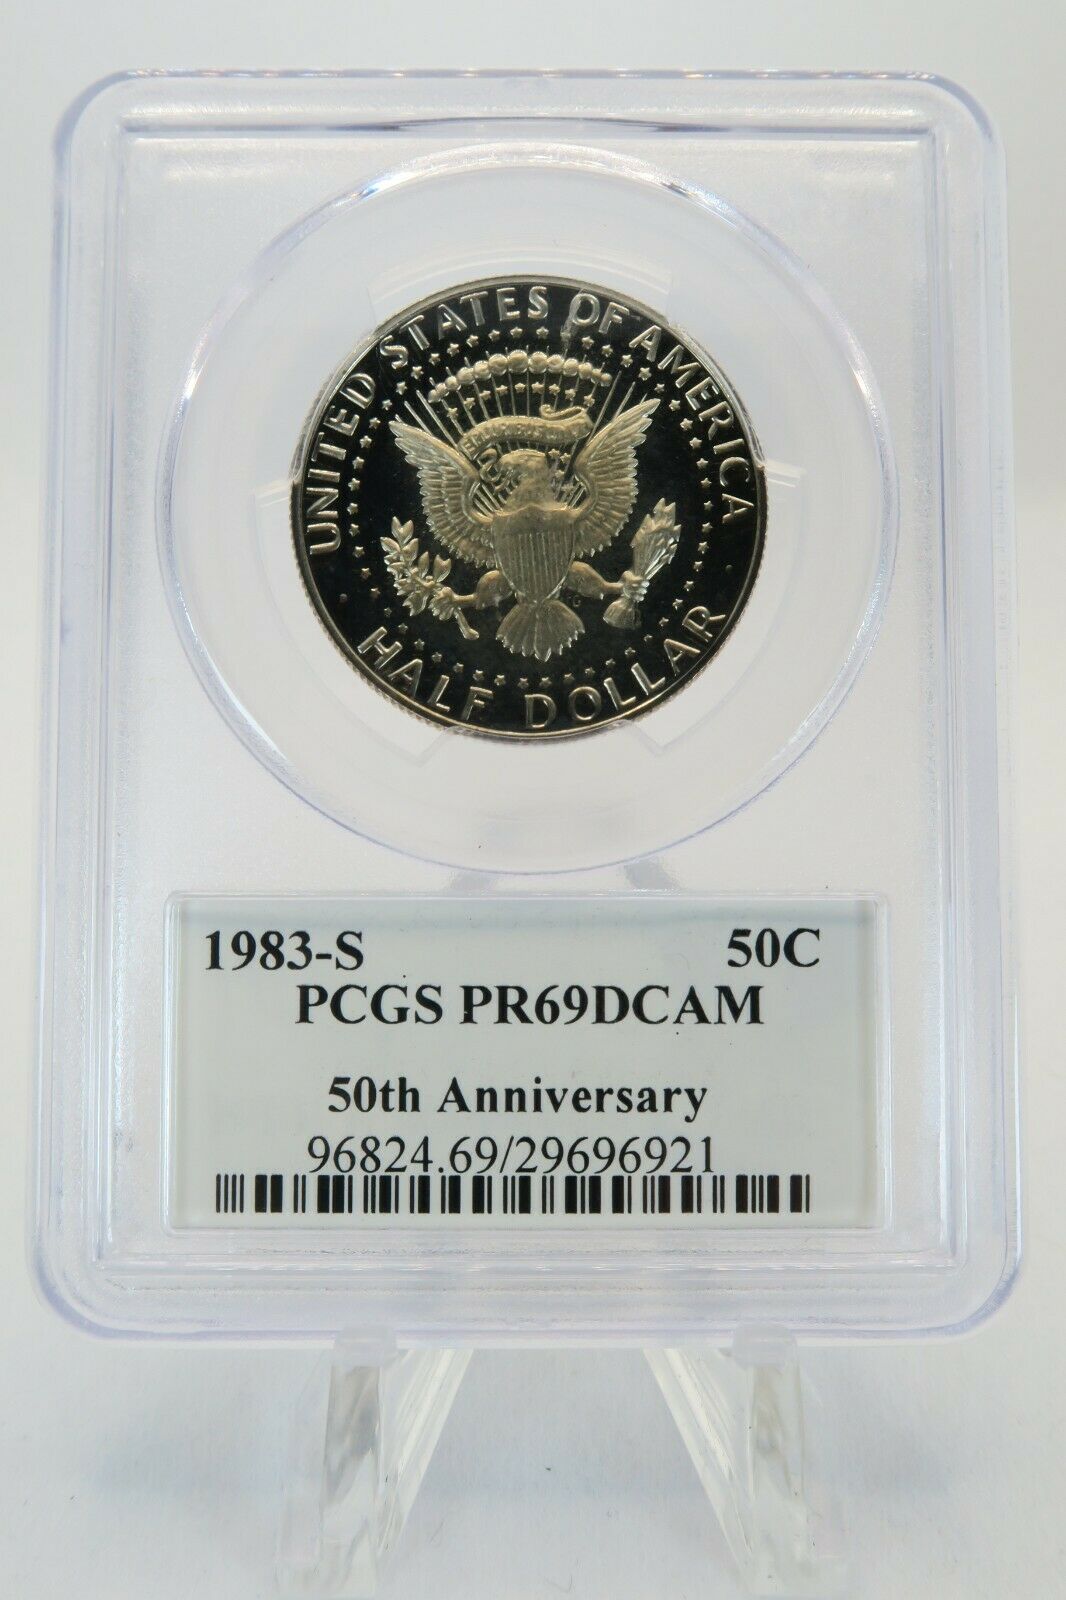 UNITED STATES OF AMERICA
HALF DOLLAR
1983-S 50C
PCGS PR69DCAM
50th Anniversary
96824.69/29696921